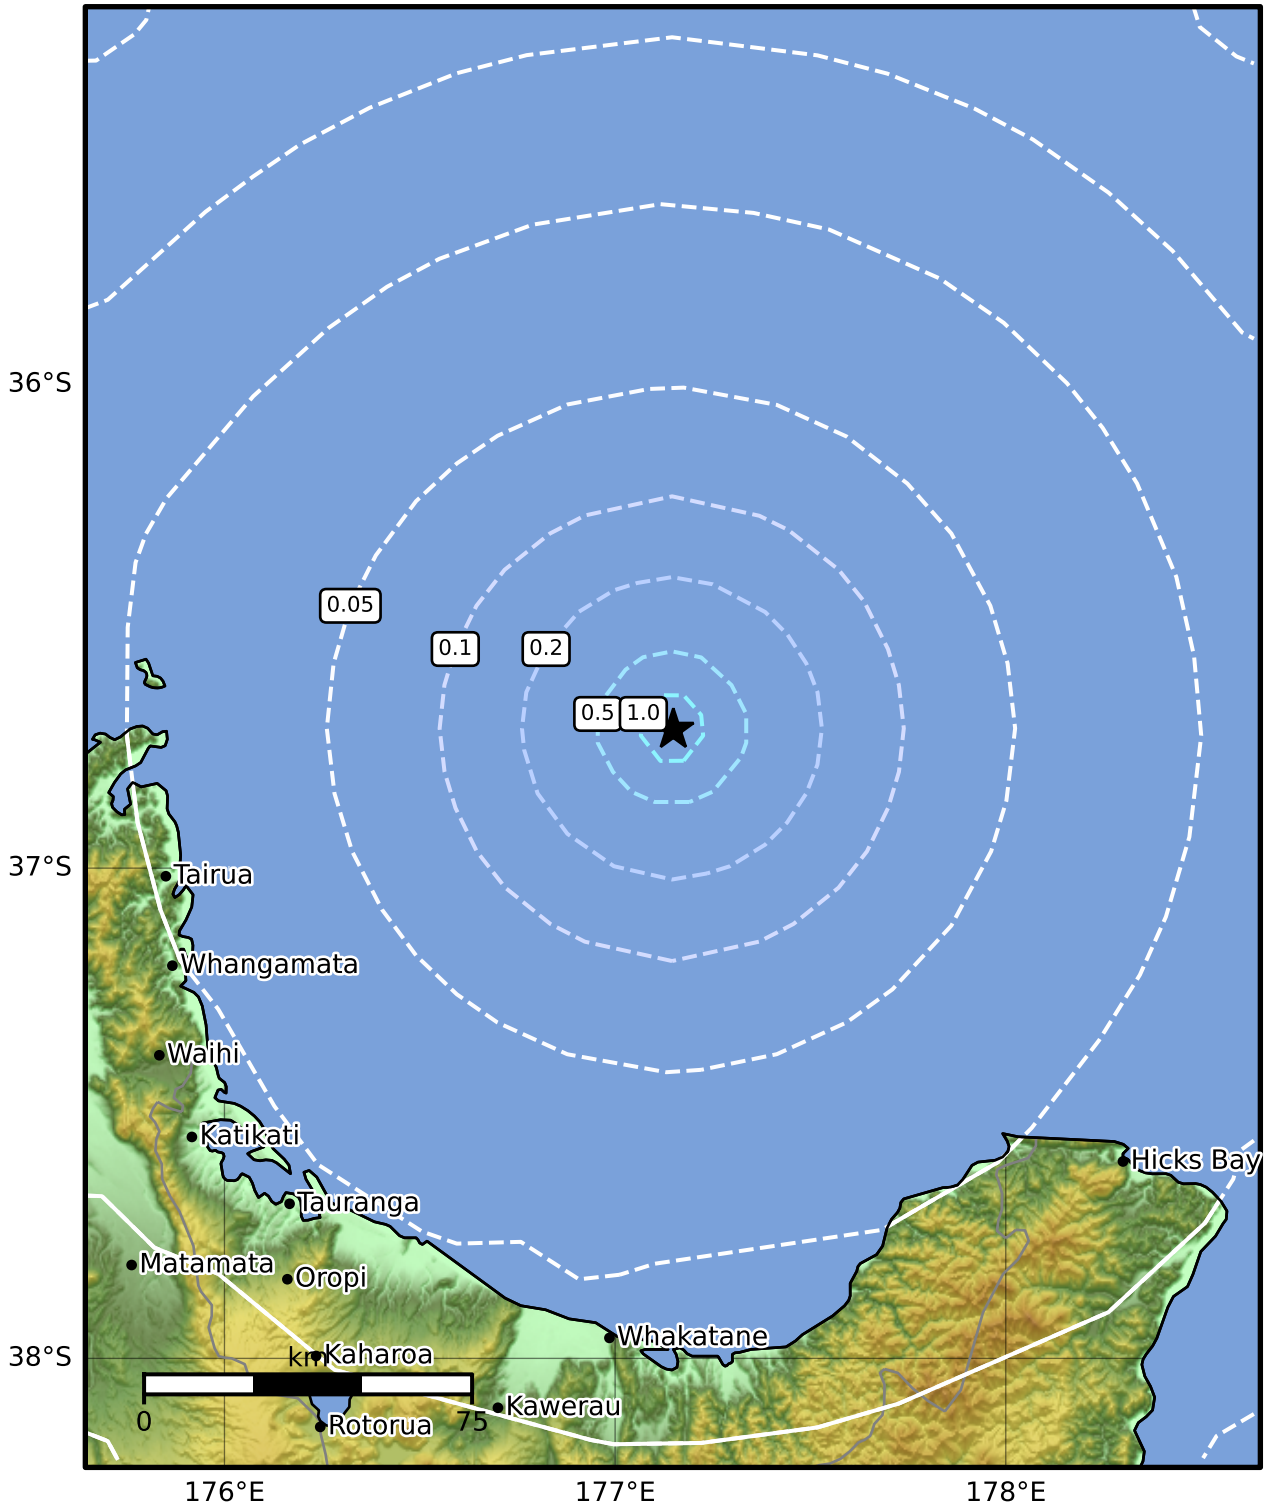 36°S
0.05
0.1
0.2
0.5
1.0
37°S
Tairua
Whangamata
Waihi
Katikati
Hicks Bay
Tauranga
Matamata
Oropi
Whakatane
38°S
km
Kaharoa
0
75
Kawerau
Rotorua
176°E
177°E
178°E